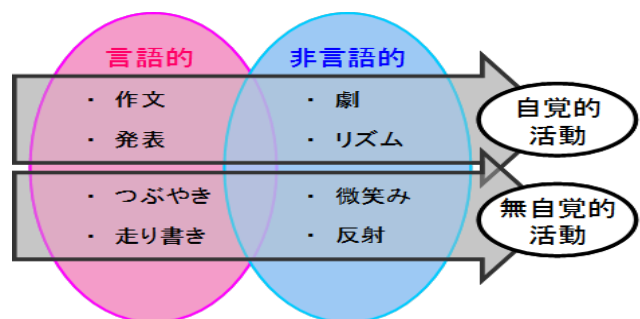 言語的
非言語的
・ 作文
・ 劇
・ 発表
・ リズム
自覚的
活動
・ つぶやき
・ 微笑み
・ 走り書き
・ 反射
無自覚的
活動